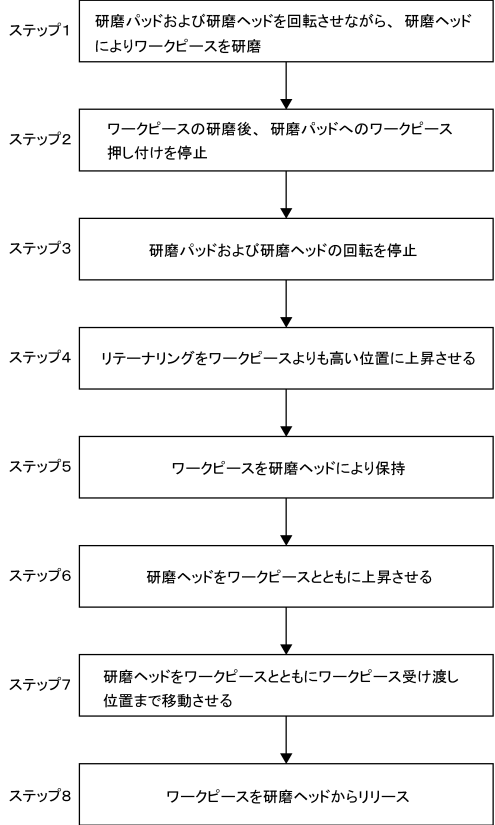 ステップ1
研磨パッドおよび研磨ヘッドを回転させながら、研磨ヘッド
によりワークピースを研磨
ステップ2
ワークピースの研磨後、研磨パッドへのワークピース
押し付けを停止
ステップ3
研磨パッドおよび研磨ヘッドの回転を停止
ステップ4
リテーナリングをワークピースよりも高い位置に上昇させる
ステップ5
ワークピースを研磨ヘッドにより保持
ステップ6
研磨ヘッドをワークピースとともに上昇させる
ステップ7
研磨ヘッドをワークピースとともにワークピース受け渡し
位置まで移動させる
ステップ8
ワークピースを研磨ヘッドからリリース